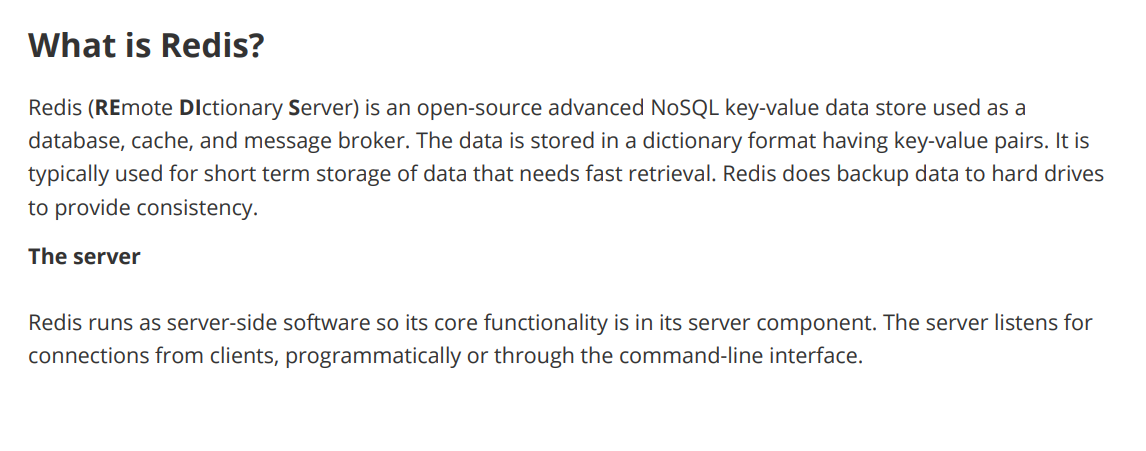 What is Redis?
Redis (REmote DIctionary Server) is an open-source advanced NoSQL key-value data store used as a
database, cache, and message broker. The data is stored in a dictionary format having key-value pairs. It is
typically used for short term storage of data that needs fast retrieval. Redis does backup data to hard drives
to provide consistency.
The server
Redis runs as server-side software so its core functionality is in its server component. The server listens for
connections from clients, programmatically or through the command-line interface.